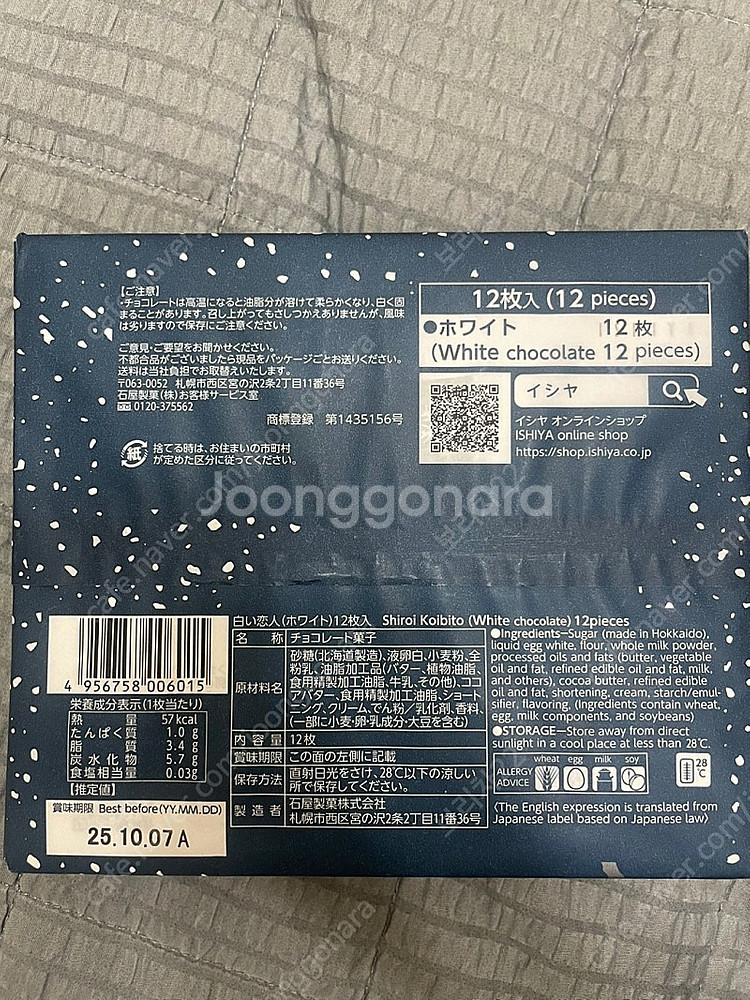 【ご注意】
・チョコレートは高温になると油脂分が溶けて柔らかくなり、白く固
まることがあります。召し上がってもさしつかえありませんが、風味
は劣りますので保存にご注意ください。
ご意見・ご要望をお聞かせください。
不都合品がございましたら現品をパッケージごとお送りください。
送料は当社負担でお取替えいたします。
〒063-0052 札幌市西区宮の沢2条2丁目11番36号
石屋製菓(株)お客様サービス室
0120-375562
商標登録 第1435156号
紙
捨てる時は、お住まいの市町村
が定めた区分に従ってください。
12枚入 (12 pieces)
●ホワイト 12枚
(White chocolate 12 pieces)
イシヤ
イシヤ オンラインショップ
ISHIYA online shop
https://shop.ishiya.co.jp
Joonggonara
cafe.naver.com/joonggonara
4 956758 006015
栄養成分表示(1枚当たり)
熱量 57kcal
たんぱく質 1.0g
脂質 3.4g
炭水化物 5.7g
食塩相当量 0.03g
【推定値】
賞味期限 Best before(YY.MM.DD)
25.10.07A
白い恋人(ホワイト)12枚入 Shiroi Koibito (White chocolate) 12pieces
名称 チョコレート菓子
原材料名
砂糖(北海道製造)、液卵白、小麦粉、全
粉乳、油脂加工品(バター、植物油脂、
食用精製加工油脂、牛乳、その他)、ココ
アバター、食用精製加工油脂、ショート
ニング、クリーム、でん粉／乳化剤、香料、
(一部に小麦・卵・乳成分・大豆を含む)
内容量 12枚
賞味期限 この面の左側に記載
保存方法 直射日光をさけ、28℃以下の涼しい
所で保存してください。
製造者 石屋製菓株式会社
札幌市西区宮の沢2条2丁目11番36号
●Ingredients—Sugar (made in Hokkaido),
liquid egg white, flour, whole milk powder,
processed oils and fats (butter, vegetable
oil and fat, refined edible oil and fat, milk,
and others), cocoa butter, refined edible
oil and fat, shortening, cream, starch/emul-
sifier, flavoring. (Ingredients contain wheat,
egg, milk components, and soybeans)
●STORAGE—Store away from direct
sunlight in a cool place at less than 28℃.
ALLERGY
ADVICE
wheat egg milk soy
28
℃
〈The English expression is translated from
Japanese label based on Japanese law〉